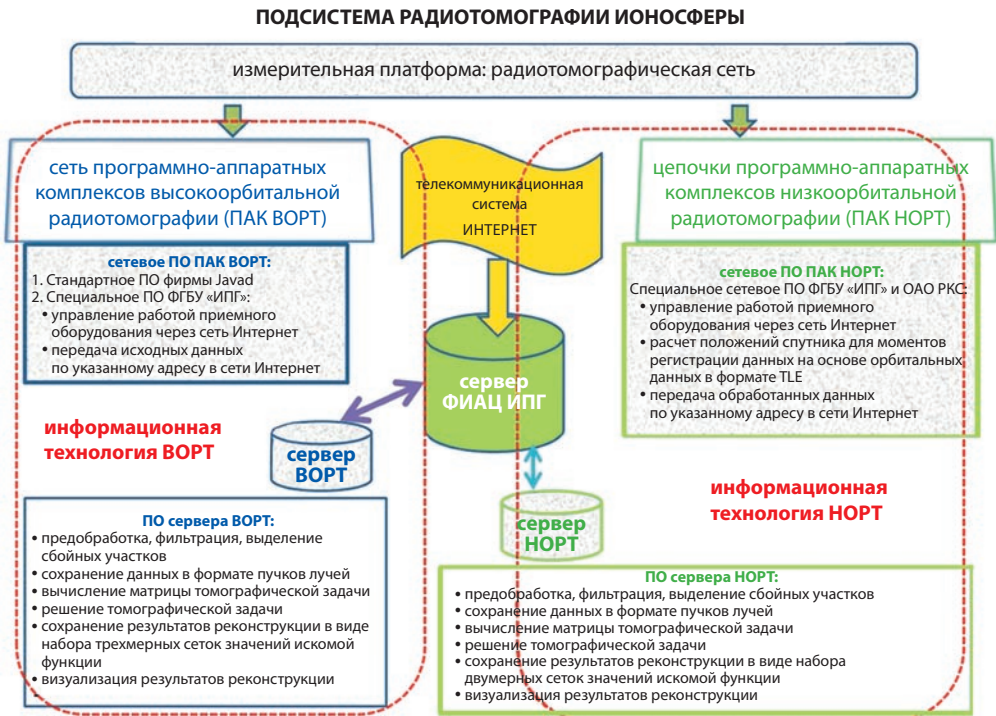 ПОДСИСТЕМА РАДИОТОМОГРАФИИ ИОНОСФЕРЫ
измерительная платформа: радиотомографическая сеть
сеть программно-аппаратных
комплексов высокоорбитальной
радиотомографии (ПАК ВОРТ)
телекоммуникационная
система
ИНТЕРНЕТ
цепочки программно-аппаратных
комплексов низкоорбитальной
радиотомографии (ПАК НОРТ)
сетевое ПО ПАК ВОРТ:
1. Стандартное ПО фирмы Javad
2. Специальное ПО ФГБУ «ИПГ»:
• управление работой приемного
оборудования через сеть Интернет
• передача исходных данных
по указанному адресу в сети Интернет
сетевое ПО ПАК НОРТ:
Специальное сетевое ПО ФГБУ «ИПГ» и ОАО РКС:
• управление работой приемного
оборудования через сеть Интернет
• расчет положений спутника для моментов
регистрации данных на основе орбитальных
данных в формате TLE
• передача обработанных данных
по указанному адресу в сети Интернет
сервер
ФИАЦ ИПГ
информационная
технология ВОРТ
сервер
ВОРТ
информационная
технология НОРТ
сервер
НОРТ
ПО сервера ВОРТ:
• предобработка, фильтрация, выделение
сбойных участков
• сохранение данных в формате пучков лучей
• вычисление матрицы томографической задачи
• решение томографической задачи
• сохранение результатов реконструкции в виде
набора трехмерных сеток значений искомой
функции
• визуализация результатов реконструкции
ПО сервера НОРТ:
• предобработка, фильтрация, выделение сбойных участков
• сохранение данных в формате пучков лучей
• вычисление матрицы томографической задачи
• решение томографической задачи
• сохранение результатов реконструкции в виде набора
двумерных сеток значений искомой функции
• визуализация результатов реконструкции